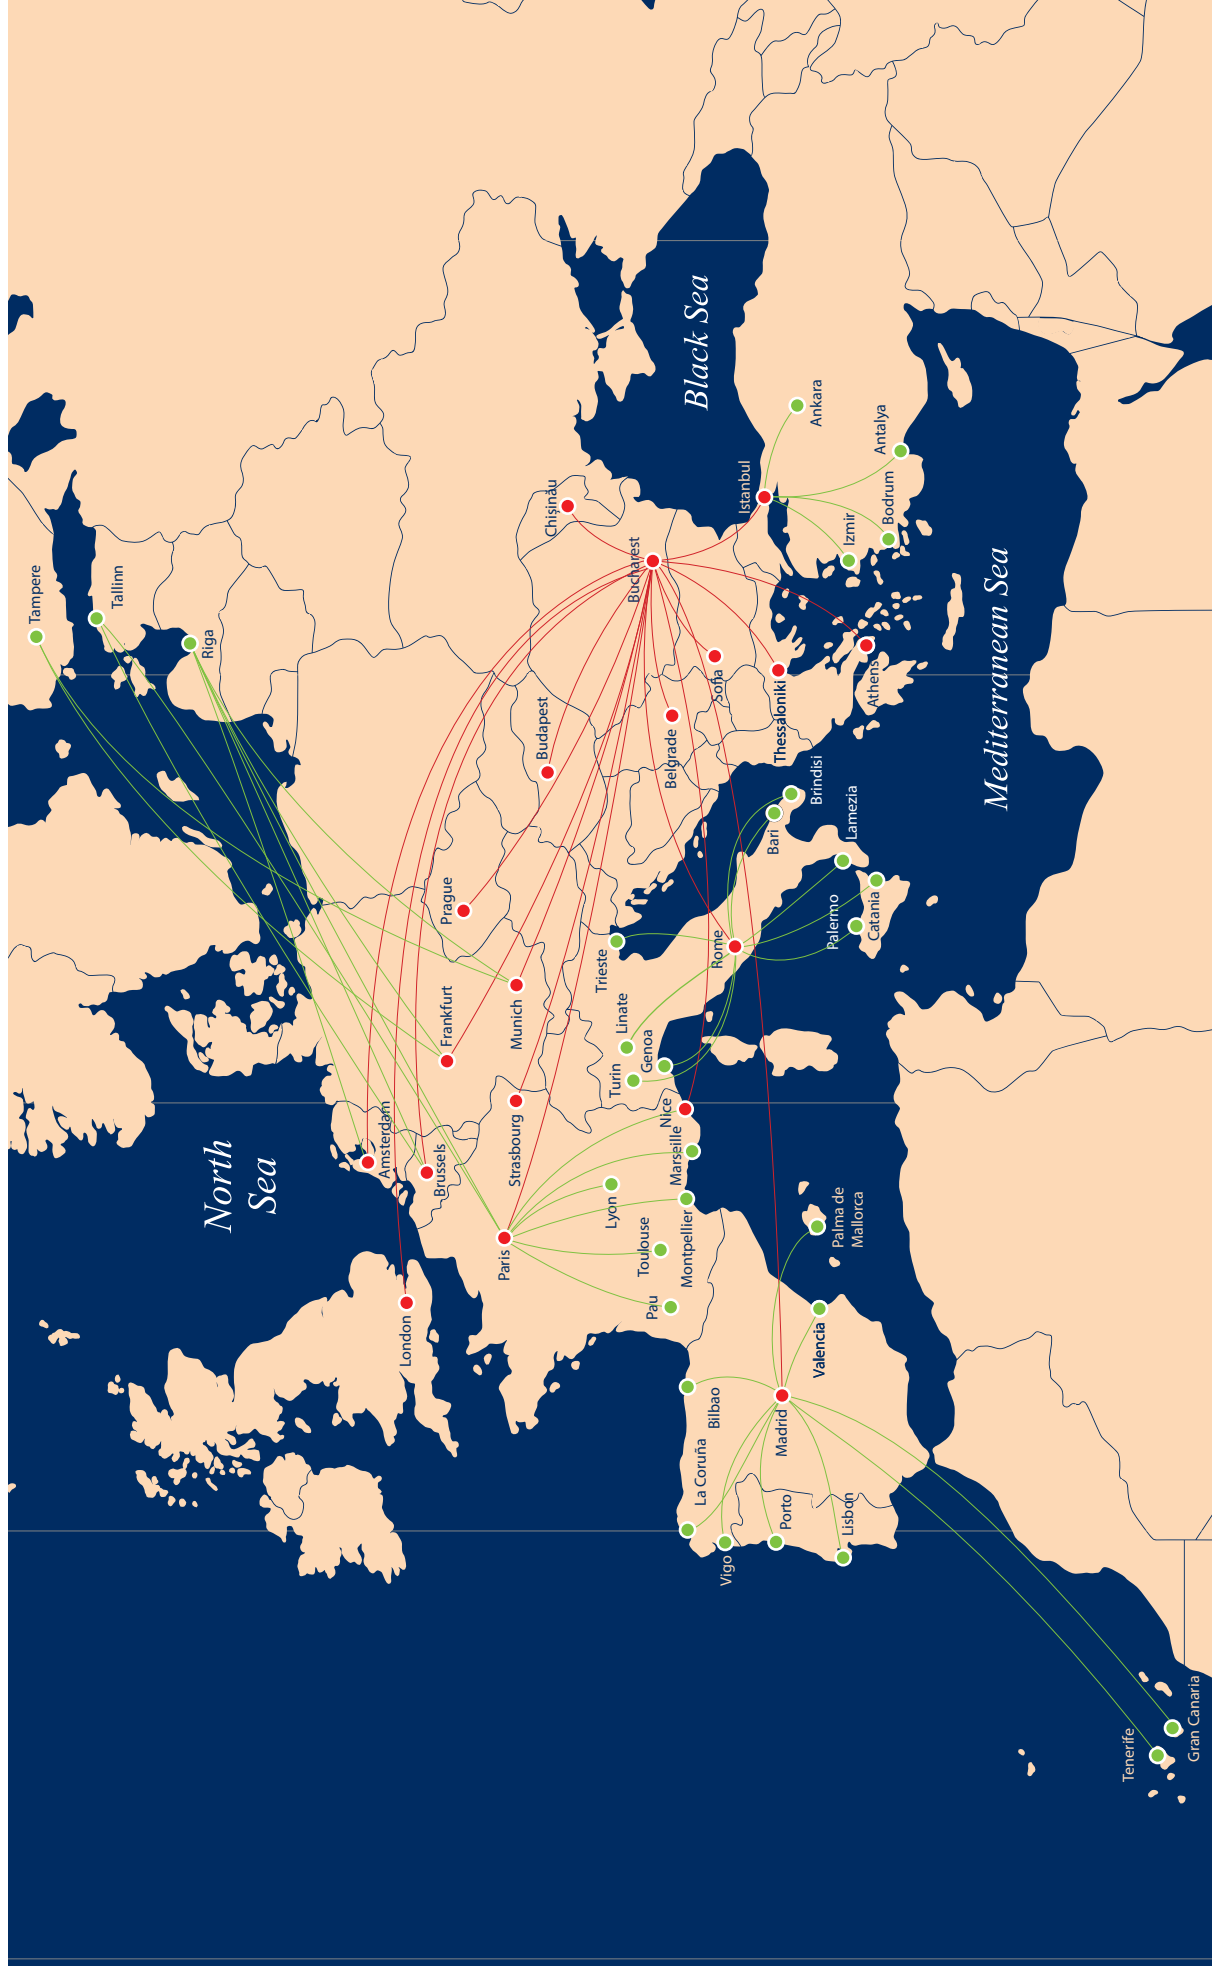 Tampere
Tallinn
Riga
North
Sea
London
Amsterdam
Brussels
Frankfurt
Prague
Paris
Strasbourg
Munich
Budapest
Chișinău
Bucharest
Black Sea
Trieste
Linate
Turin
Genoa
Lyon
Toulouse
Pau
Montpellier
Marseille
Nice
Belgrade
Sofia
Istanbul
Ankara
Antalya
Bodrum
Izmir
Thessaloniki
Athens
Rome
Bari
Brindisi
Lamezia
Palermo
Catania
Mediterranean Sea
La Coruña
Bilbao
Vigo
Porto
Madrid
Lisbon
Valencia
Palma de
Mallorca
Tenerife
Gran Canaria